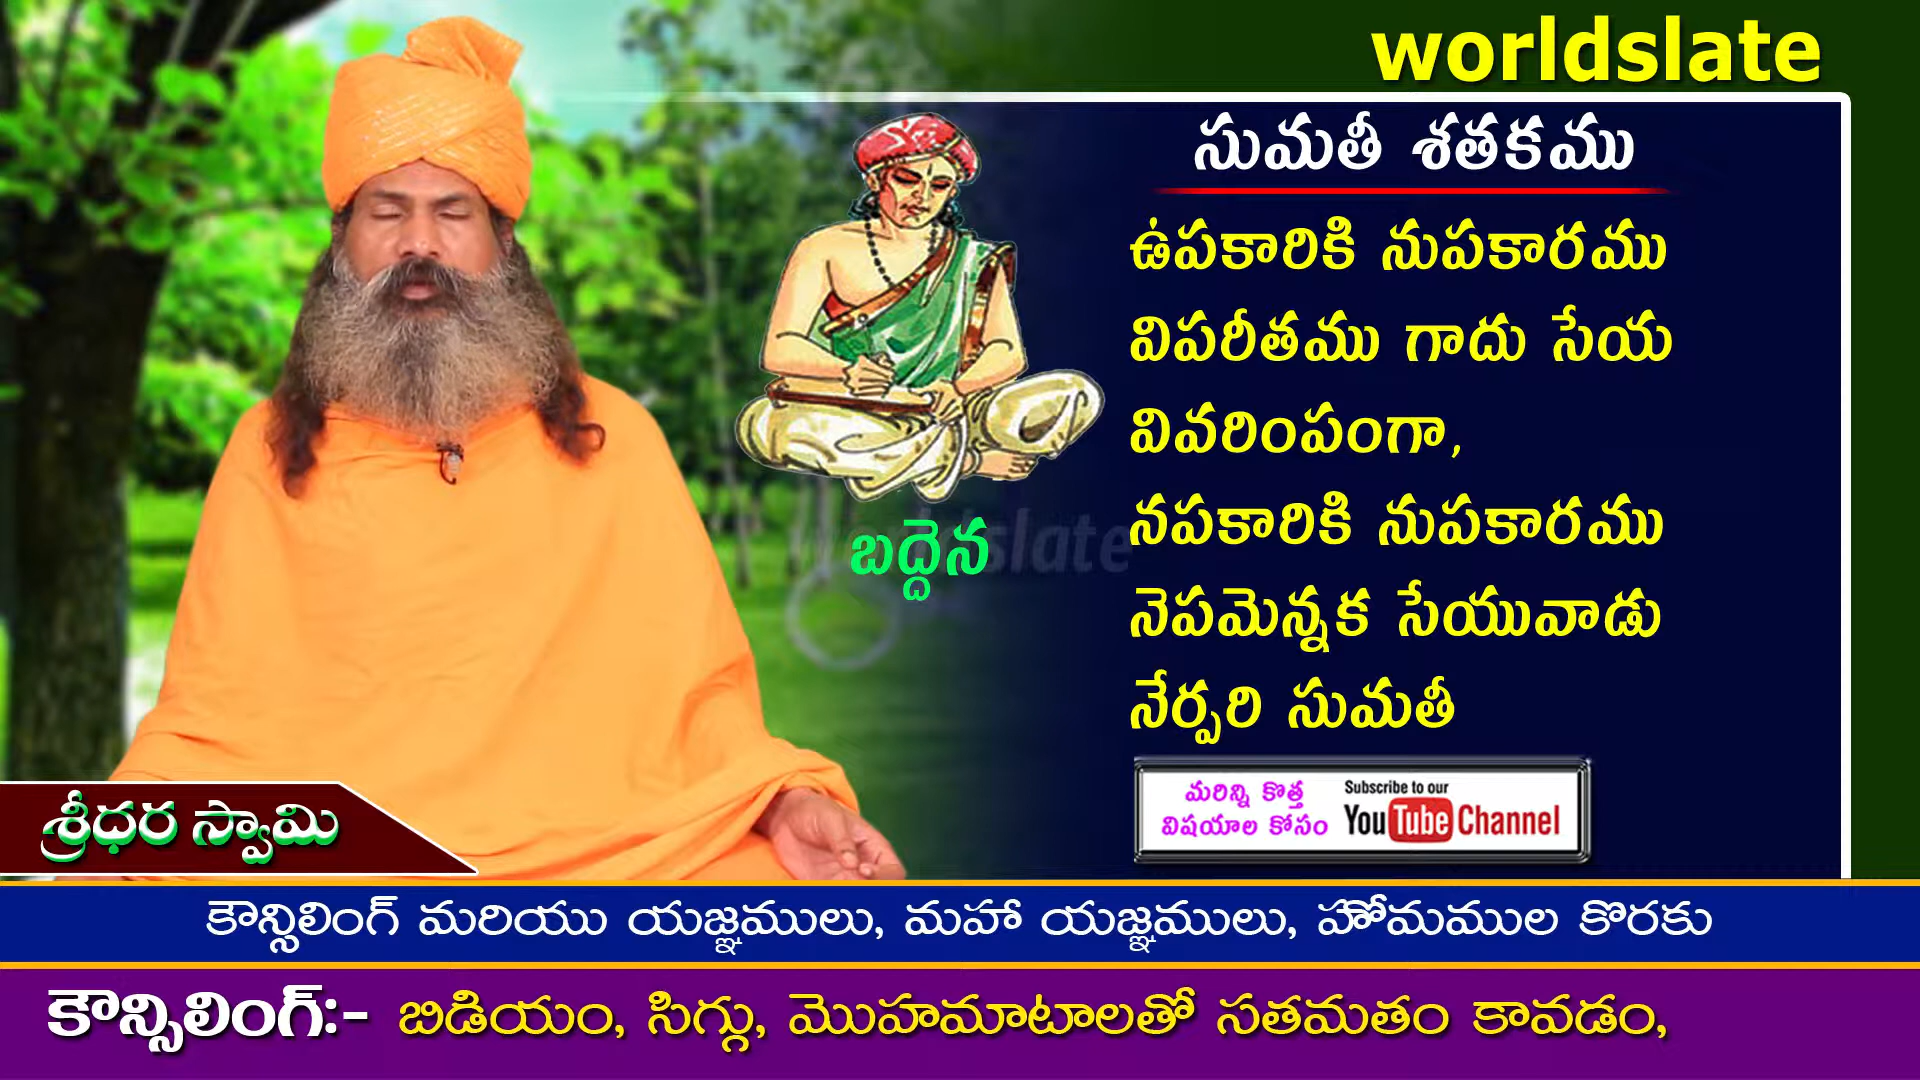 worldslate
సుమతీ శతకము
ఉపకారికి నుపకారము
విపరీతము గాదు సేయ
వివరింపంగా,
నపకారికి నుపకారము
నెపమెన్నక సేయువాడు
నేర్పరి సుమతీ
బద్దెన
worldslate
మరిన్ని కొత్త
విషయాల కోసం
Subscribe to our
YouTube Channel
శ్రీధర స్వామి
కౌన్సిలింగ్ మరియు యజ్ఞములు, మహా యజ్ఞములు, హోమముల కొరకు
కౌన్సిలింగ్:- బిడియం, సిగ్గు, మొహమాటాలతో సతమతం కావడం,